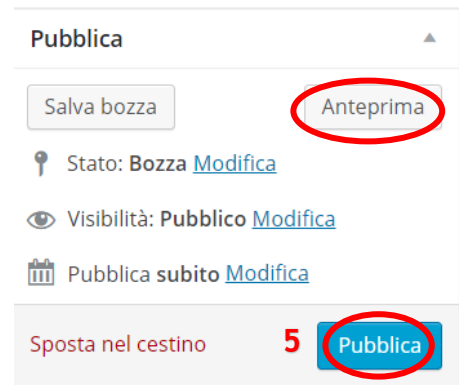 Pubblica
Salva bozza Anteprima
Stato: Bozza Modifica
Visibilità: Pubblico Modifica
Pubblica subito Modifica
Sposta nel cestino 5 Pubblica